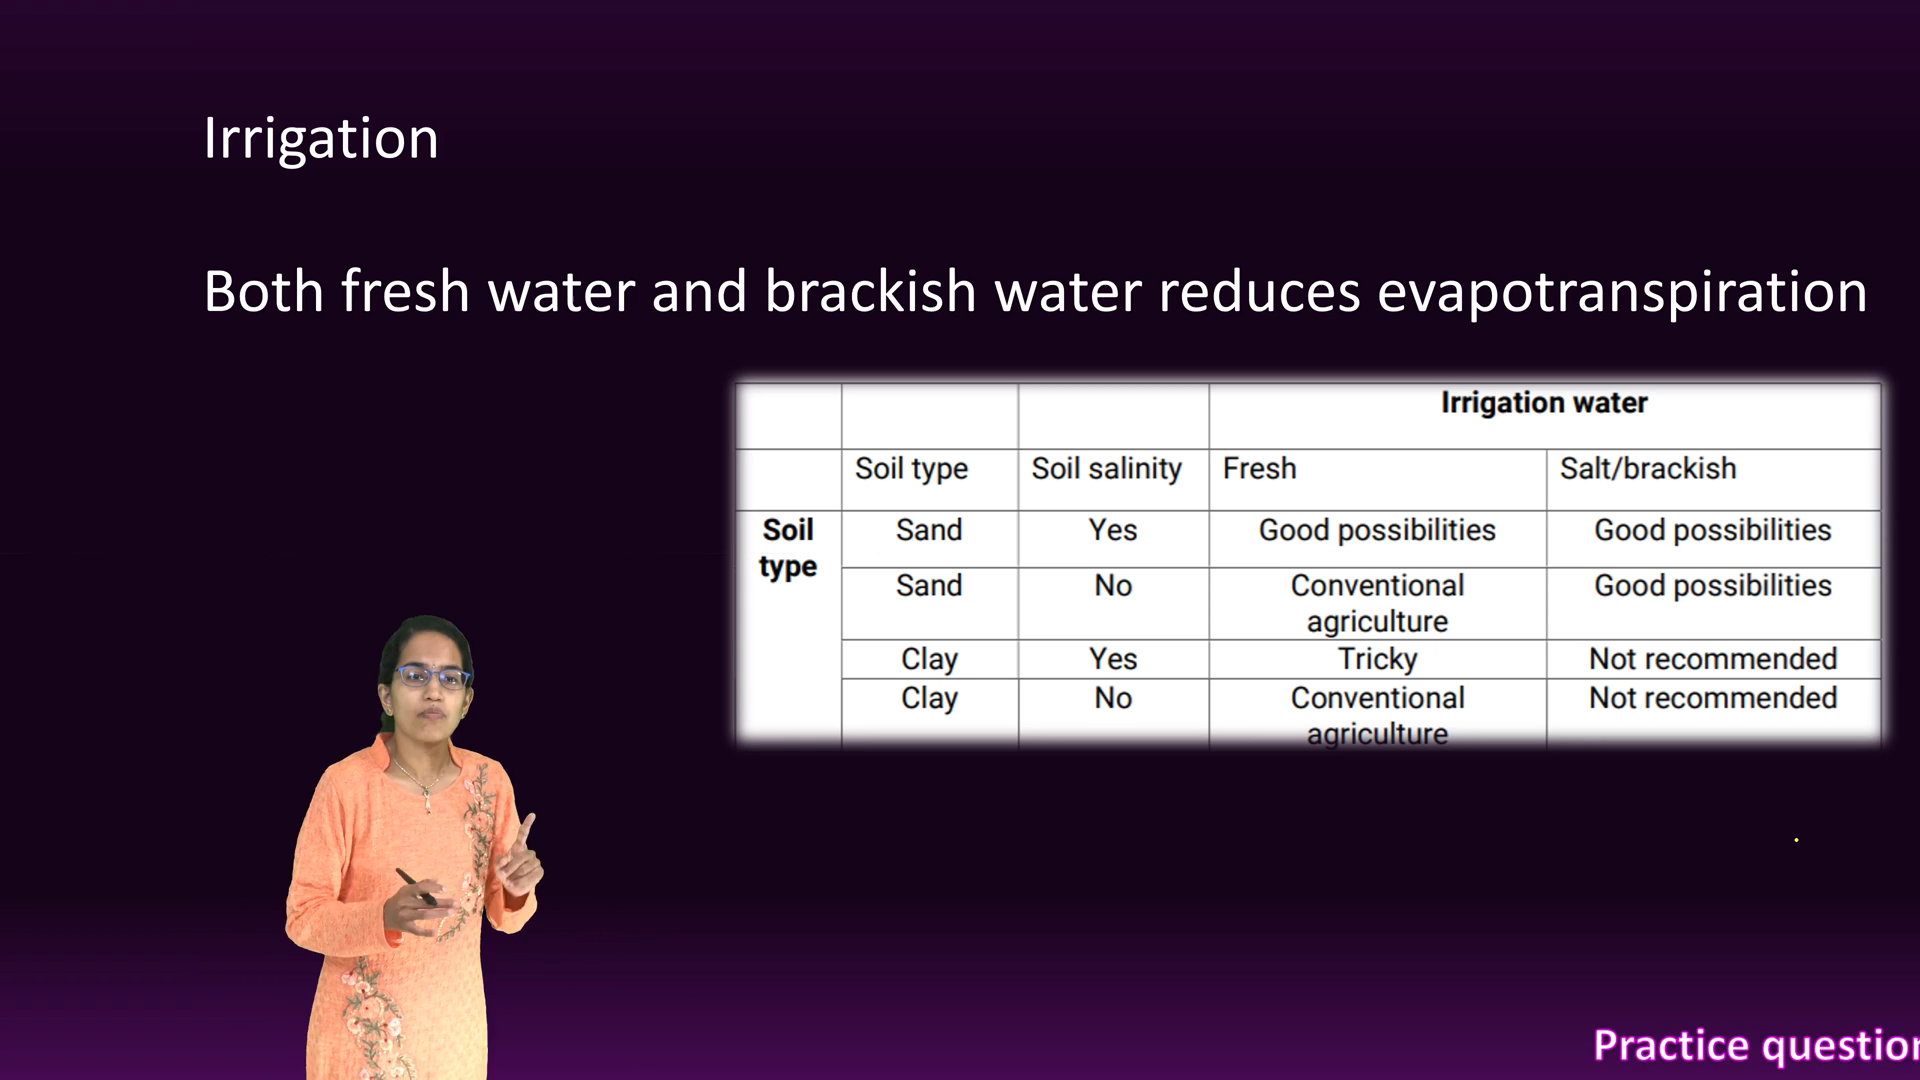 Irrigation
Both fresh water and brackish water reduces evapotranspiration
Irrigation water
Soil type Soil salinity Fresh Salt/brackish
Soil type Sand Yes Good possibilities Good possibilities
Sand No Conventional agriculture Good possibilities
Clay Yes Tricky Not recommended
Clay No Conventional agriculture Not recommended
Practice question